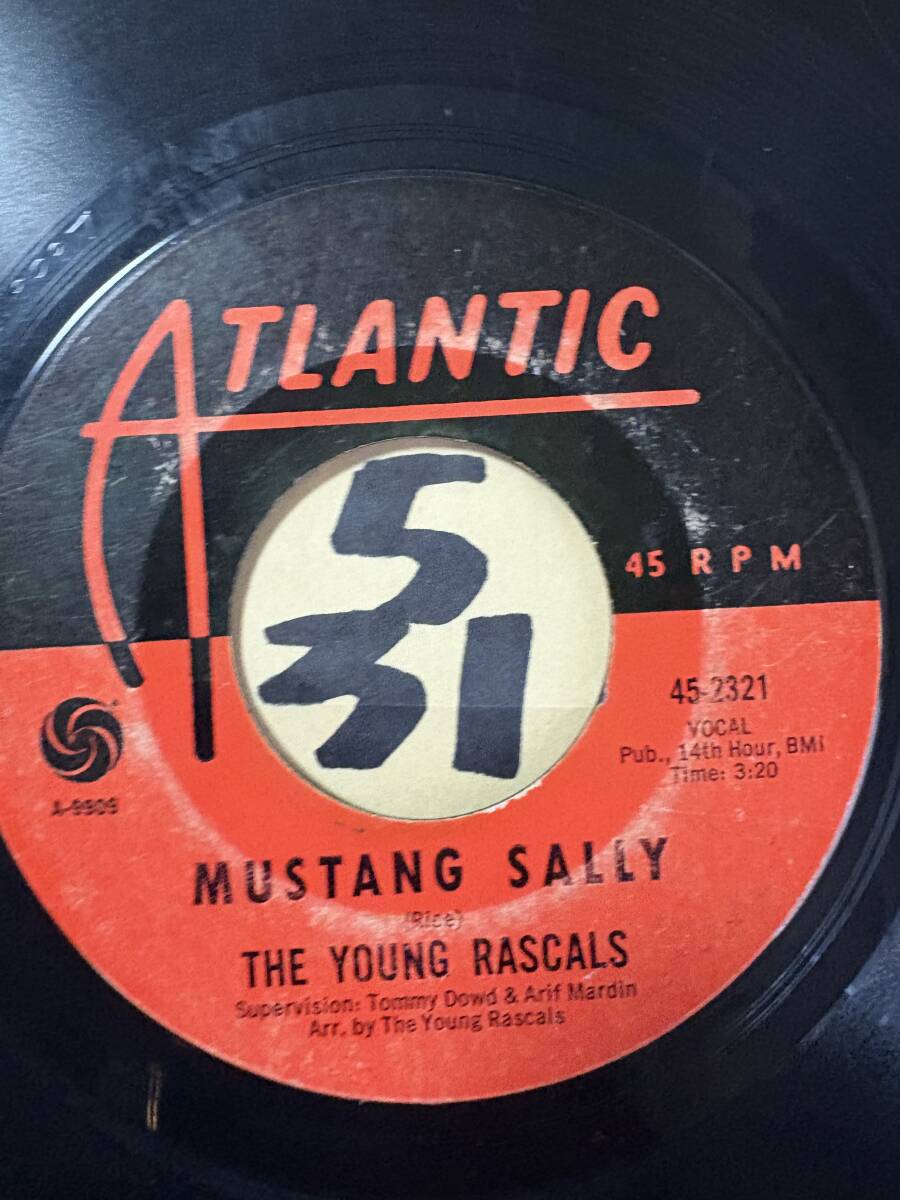 ATLANTIC
5
31
45 RPM
45-2321
VOCAL
Pub., 14th Hour, BMI
Time: 3:20
A-9909
MUSTANG SALLY
(Rice)
THE YOUNG RASCALS
Supervision: Tommy Dowd & Arif Mardin
Arr. by The Young Rascals